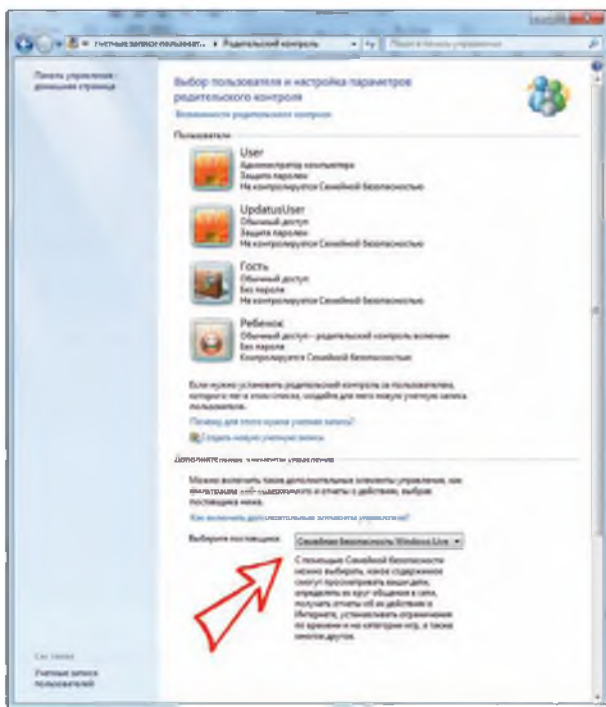 Родительский контроль
Панель управления -
домашняя страница
Выбор пользователя и настройка параметров
родительского контроля
Возможности родительского контроля
Пользователи
User
Администратор компьютера
Защита паролем
Не контролируется Семейной безопасностью
UpdatusUser
Обычный доступ
Защита паролем
Не контролируется Семейной безопасностью
Гость
Обычный доступ
Без пароля
Не контролируется Семейной безопасностью
Ребенок
Обычный доступ - родительский контроль включен
Без пароля
Контролируется Семейной безопасностью
Если нужно установить родительский контроль за пользователем,
которого нет в этом списке, создайте для него новую учетную запись
пользователя.
Почему для этого нужна учетная запись?
Создать новую учетную запись
Дополнительные элементы управления
Можно включить такие дополнительные элементы управления, как
и отчеты о действиях, выбрав
поставщика ниже.
Как включить дополнительные элементы управления?
Выберите поставщика:
Семейная безопасность Windows Live
С помощью Семейной безопасности
можно выбирать, какое содержимое
смогут просматривать ваши дети,
определять их круг общения в сети,
получать отчеты об их действиях в
Интернете, устанавливать ограничения
по времени и на категории игр, а также
многое другое.
См. также
Учетные записи
пользователей